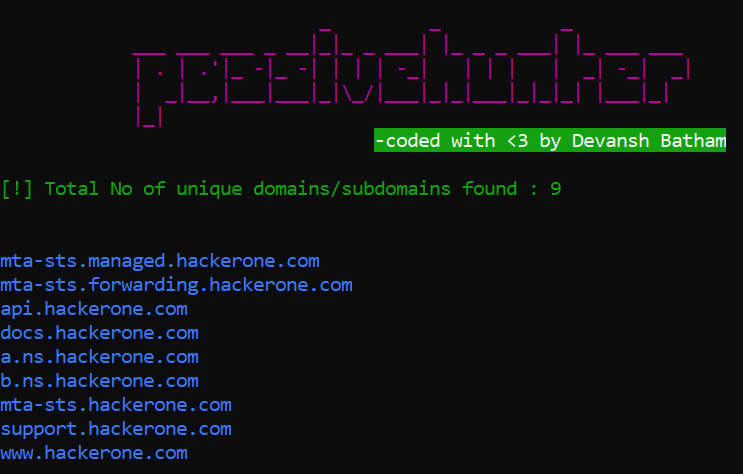 passivehunter
-coded with <3 by Devansh Batham
[!] Total No of unique domains/subdomains found : 9
mta-sts.managed.hackerone.com
mta-sts.forwarding.hackerone.com
api.hackerone.com
docs.hackerone.com
a.ns.hackerone.com
b.ns.hackerone.com
mta-sts.hackerone.com
support.hackerone.com
www.hackerone.com